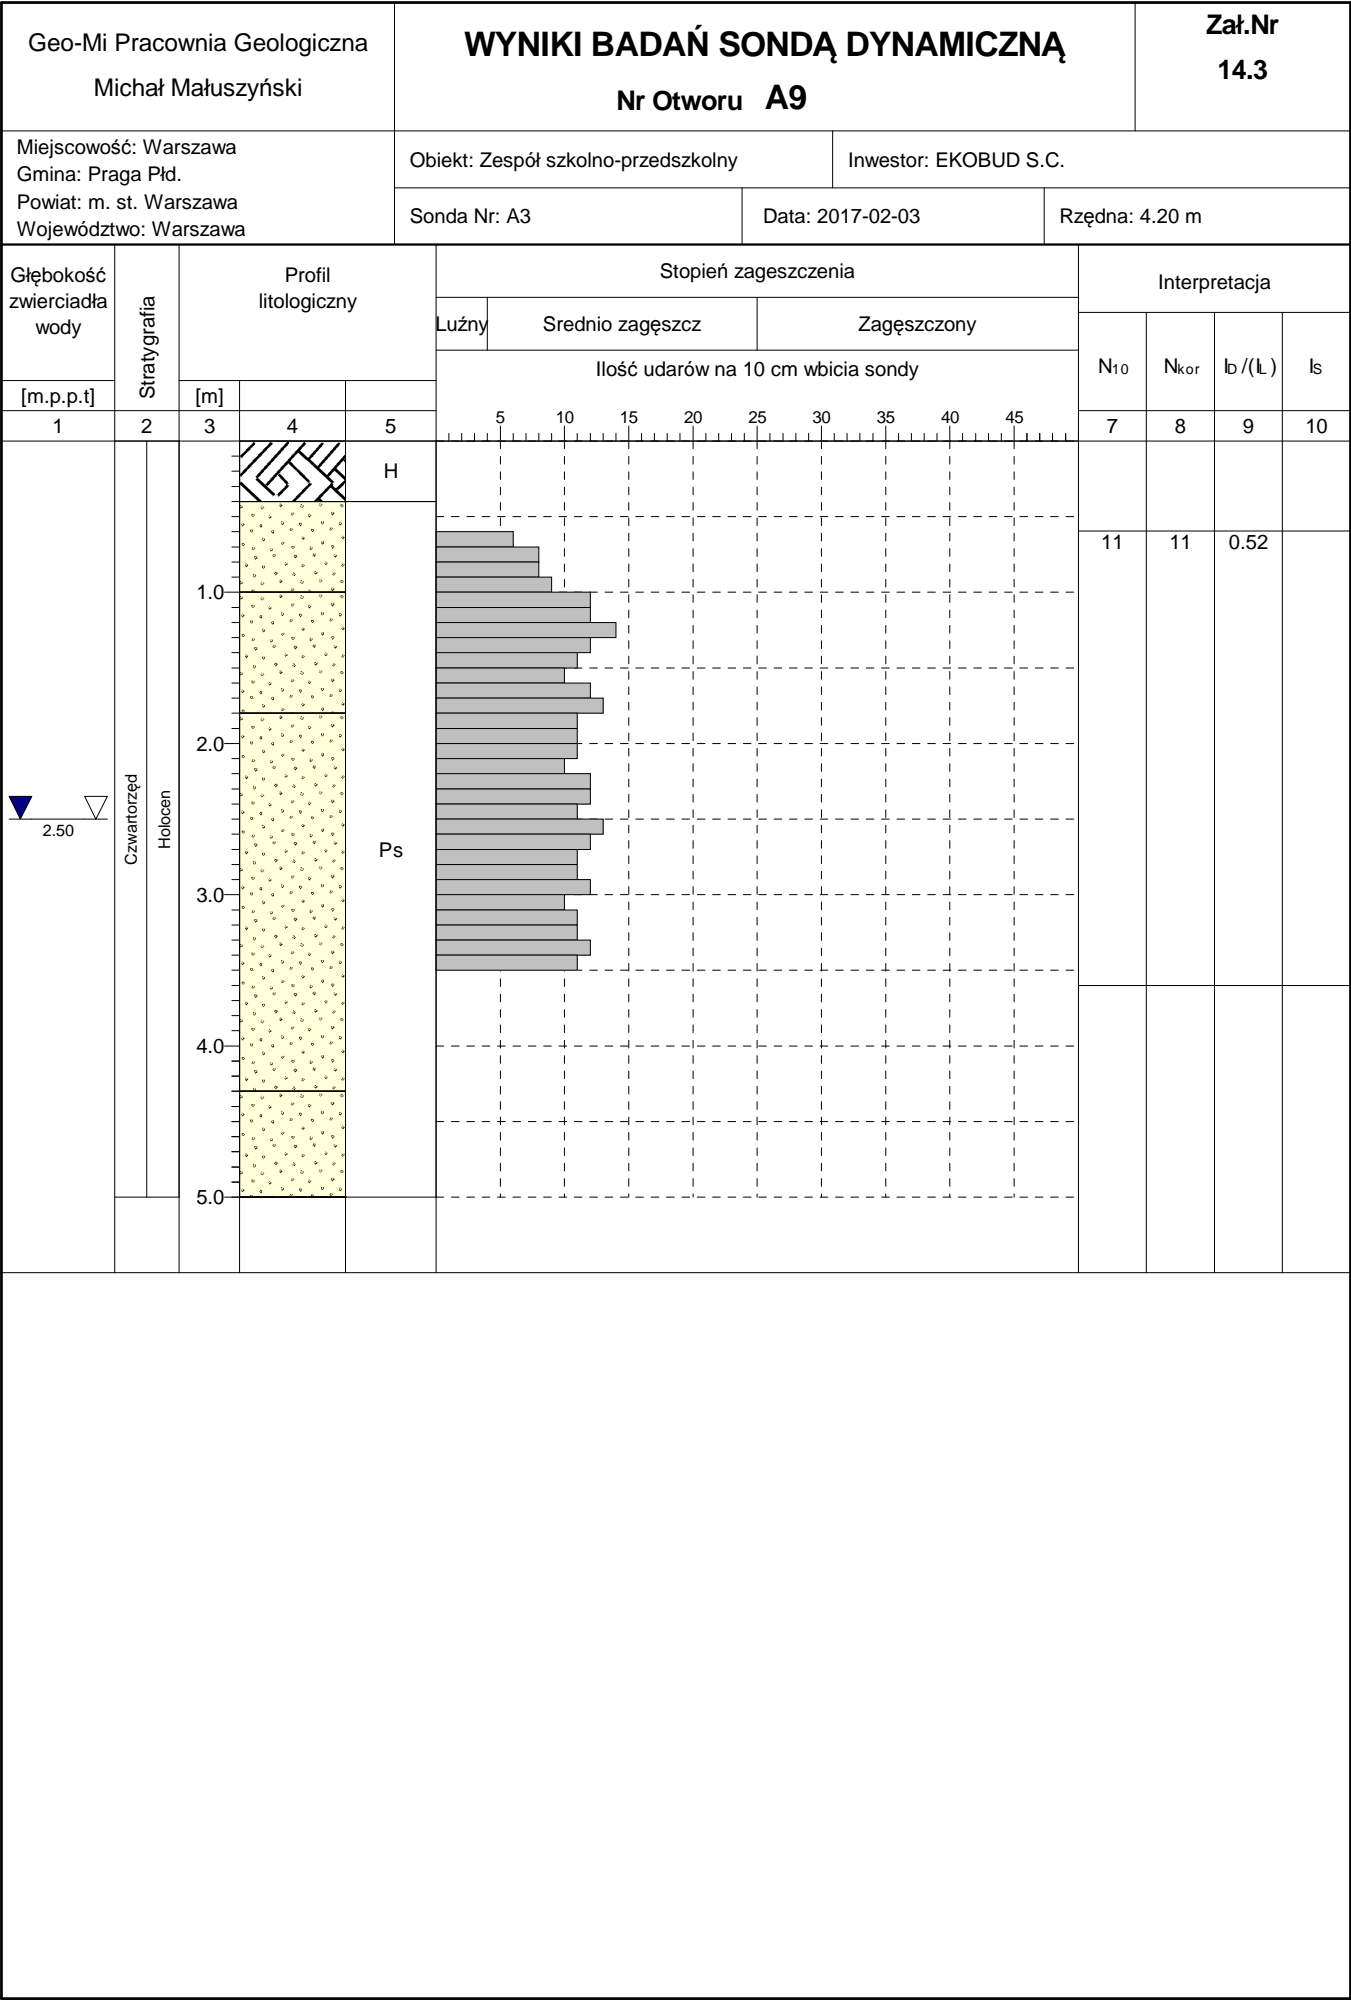 Geo-Mi Pracownia Geologiczna
Michał Małuszyński
WYNIKI BADAŃ SONDĄ DYNAMICZNĄ
Nr Otworu A9
Zał.Nr
14.3
Miejscowość: Warszawa
Gmina: Praga Płd.
Powiat: m. st. Warszawa
Województwo: Warszawa
Obiekt: Zespół szkolno-przedszkolny
Inwestor: EKOBUD S.C.
Sonda Nr: A3
Data: 2017-02-03
Rzędna: 4.20 m
Głębokość
zwierciadła
wody
[m.p.p.t]
Stratygrafia
Profil
litologiczny
[m]
Stopień zageszczenia
Luźny
Srednio zagęszcz
Zagęszczony
Ilość udarów na 10 cm wbicia sondy
5 10 15 20 25 30 35 40 45
Interpretacja
N10
Nkor
ID /(IL)
IS
1 2 3 4 5 7 8 9 10
H
11 11 0.52
1.0
2.0
2.50
Czwartorzęd
Holocen
Ps
3.0
4.0
5.0